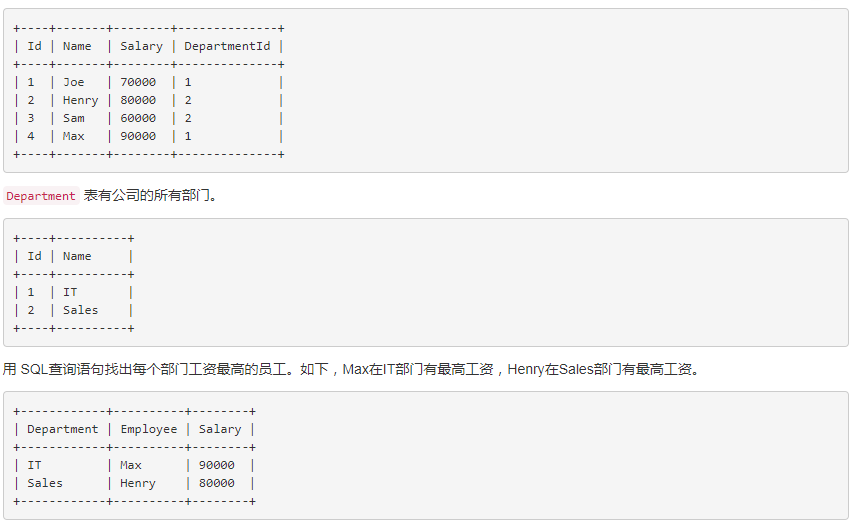 +----+-------+--------+--------------+
| Id | Name  | Salary | DepartmentId |
+----+-------+--------+--------------+
| 1  | Joe   | 70000  | 1            |
| 2  | Henry | 80000  | 2            |
| 3  | Sam   | 60000  | 2            |
| 4  | Max   | 90000  | 1            |
+----+-------+--------+--------------+
Department 表有公司的所有部门。
+----+----------+
| Id | Name     |
+----+----------+
| 1  | IT       |
| 2  | Sales    |
+----+----------+
用 SQL查询语句找出每个部门工资最高的员工。如下，Max在IT部门有最高工资，Henry在Sales部门有最高工资。
+------------+----------+--------+
| Department | Employee | Salary |
+------------+----------+--------+
| IT         | Max      | 90000  |
| Sales      | Henry    | 80000  |
+------------+----------+--------+